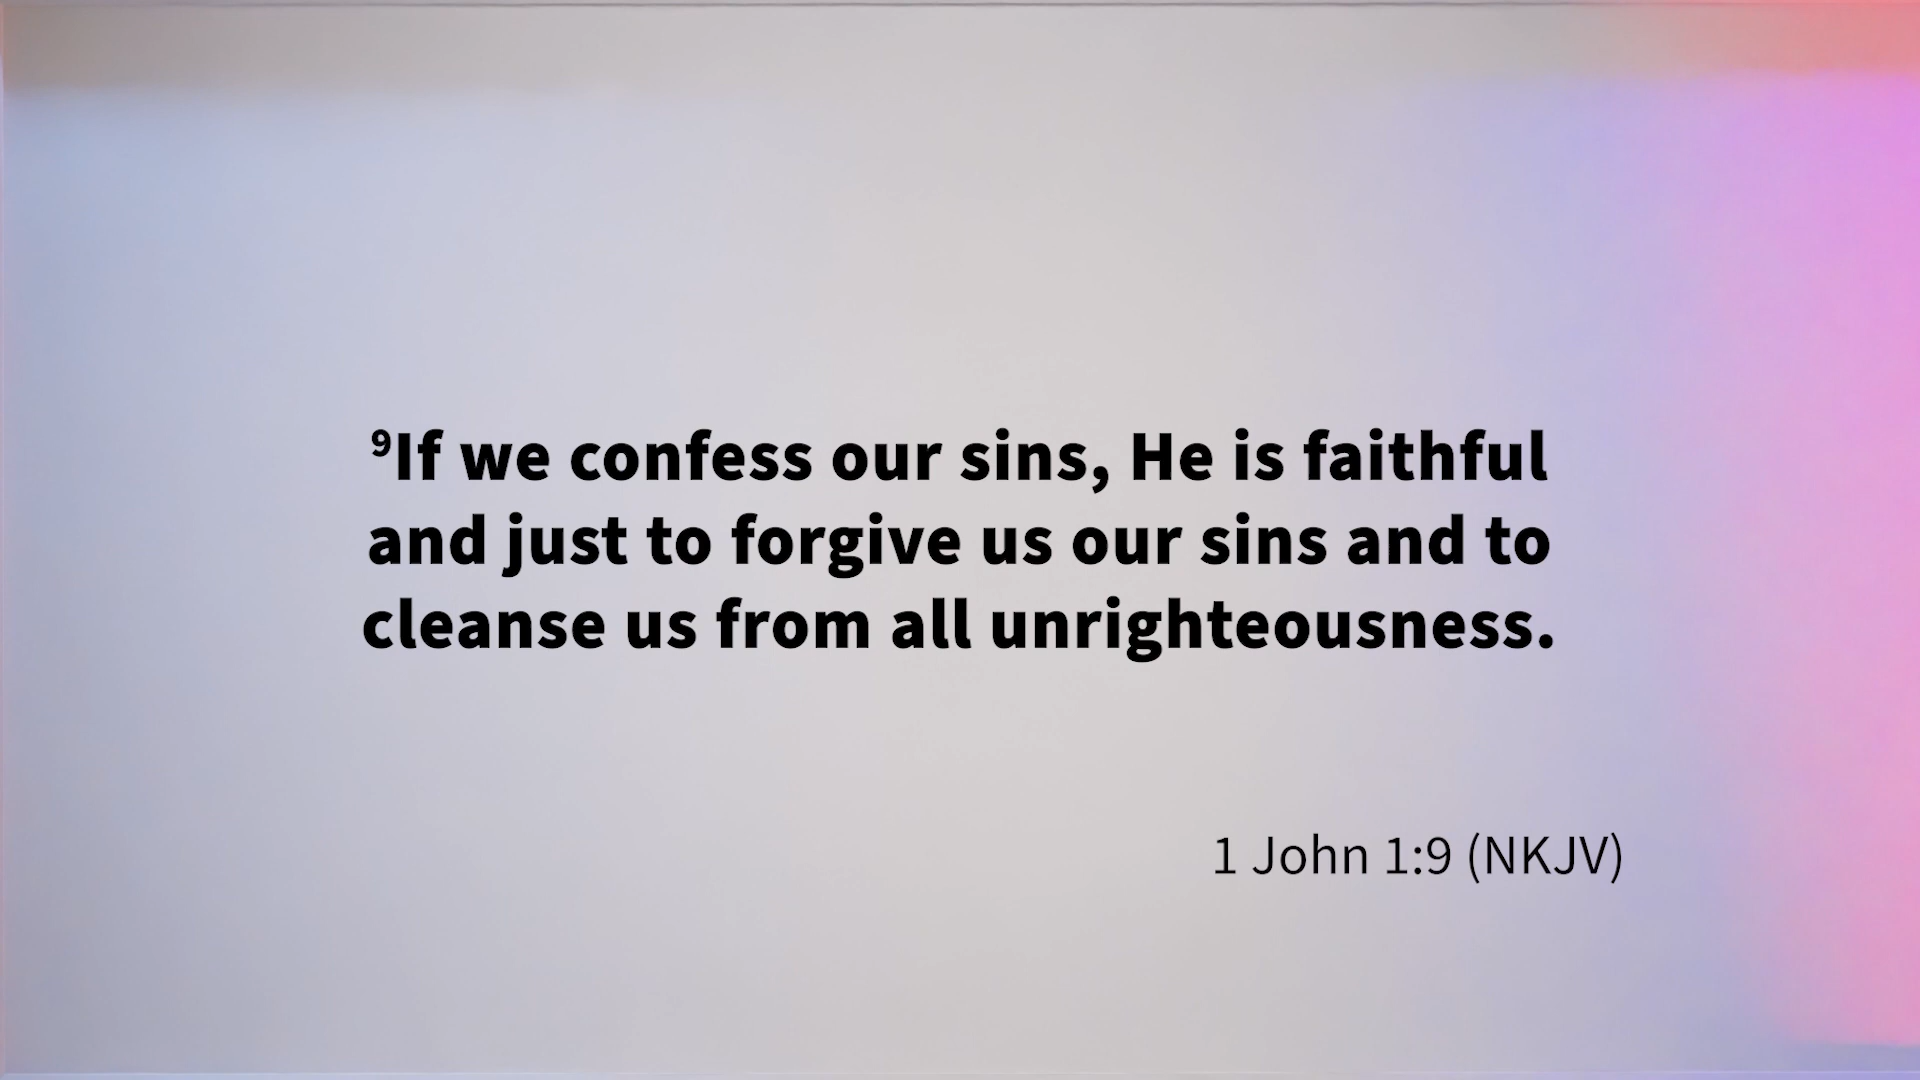 ⁹If we confess our sins, He is faithful
and just to forgive us our sins and to
cleanse us from all unrighteousness.
1 John 1:9 (NKJV)